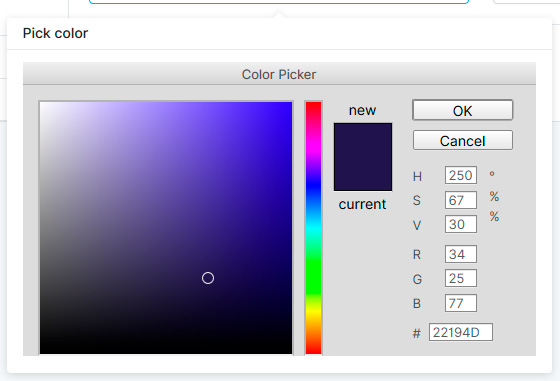 Pick color
Color Picker
new
current
OK
Cancel
H 250 °
S 67 %
V 30 %
R 34
G 25
B 77
# 22194D